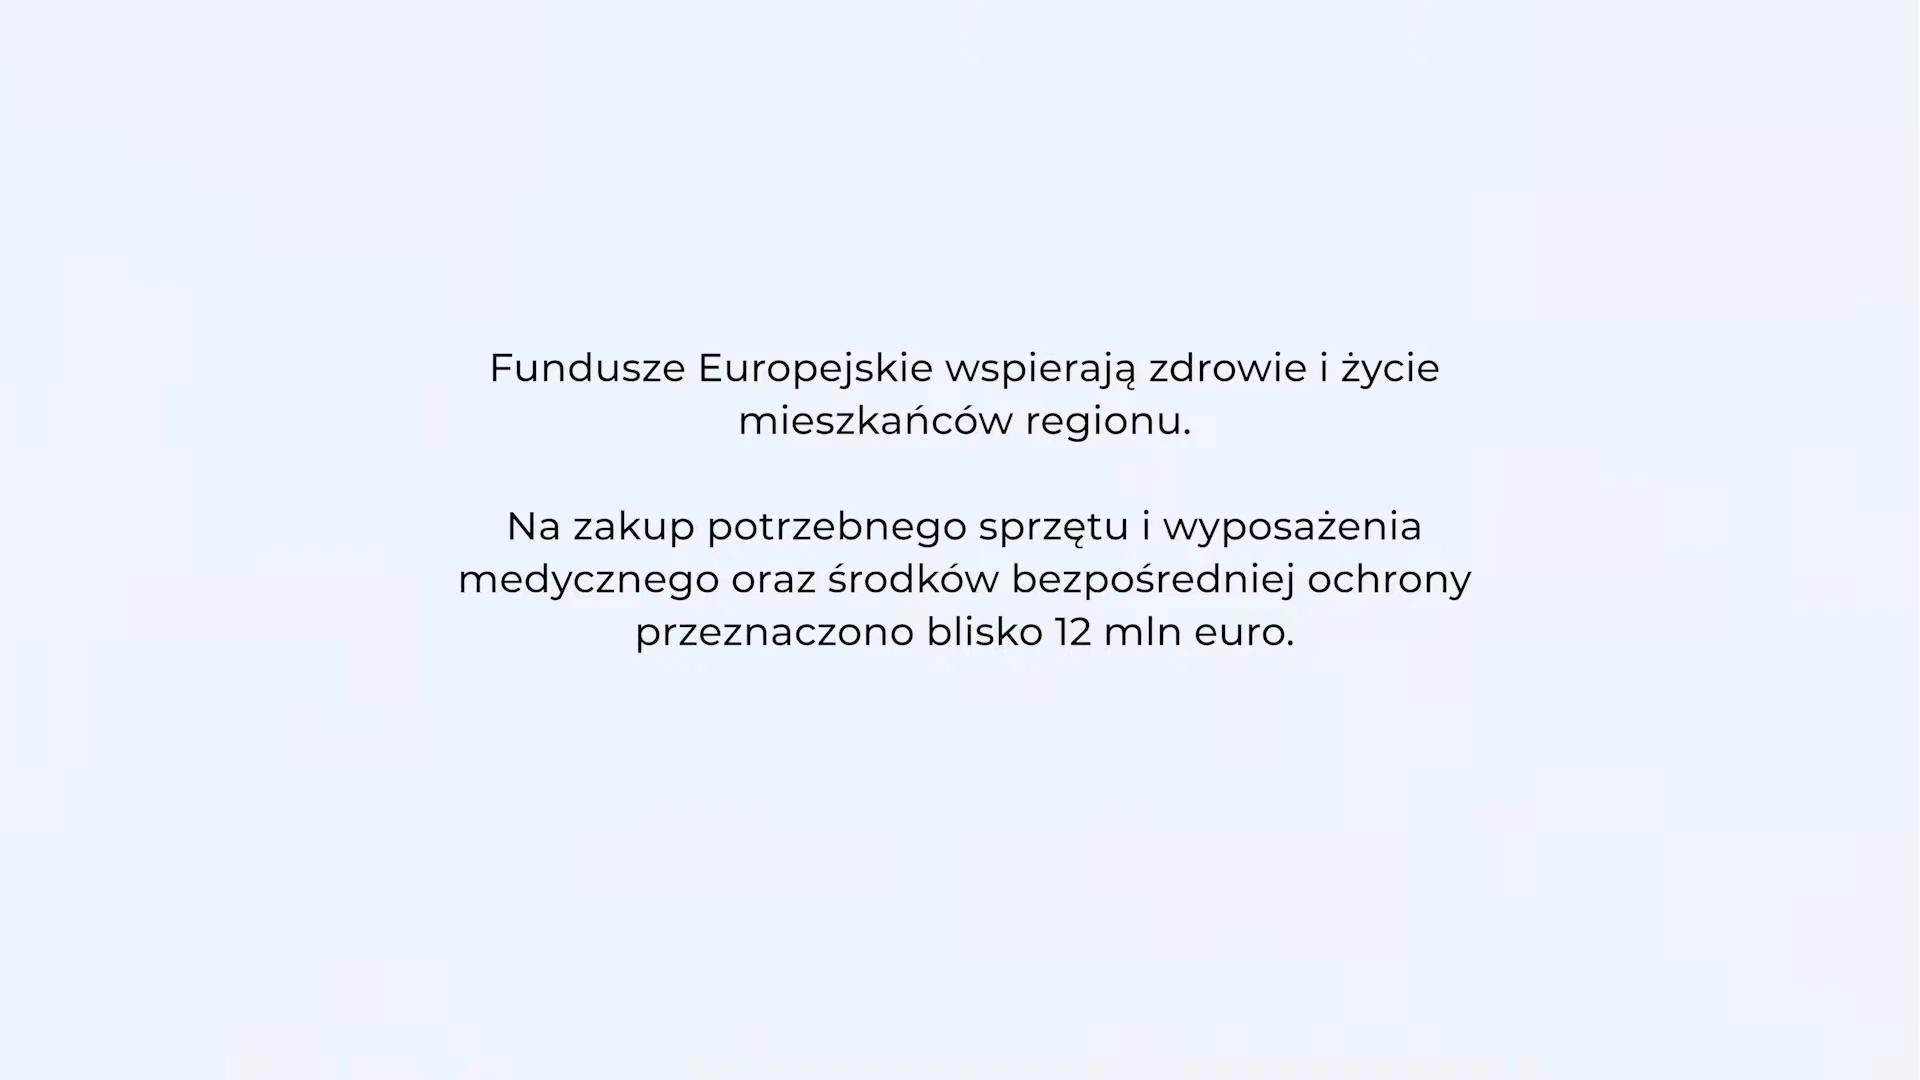 Fundusze Europejskie wspierają zdrowie i życie
mieszkańców regionu.
Na zakup potrzebnego sprzętu i wyposażenia
medycznego oraz środków bezpośredniej ochrony
przeznaczono blisko 12 mln euro.